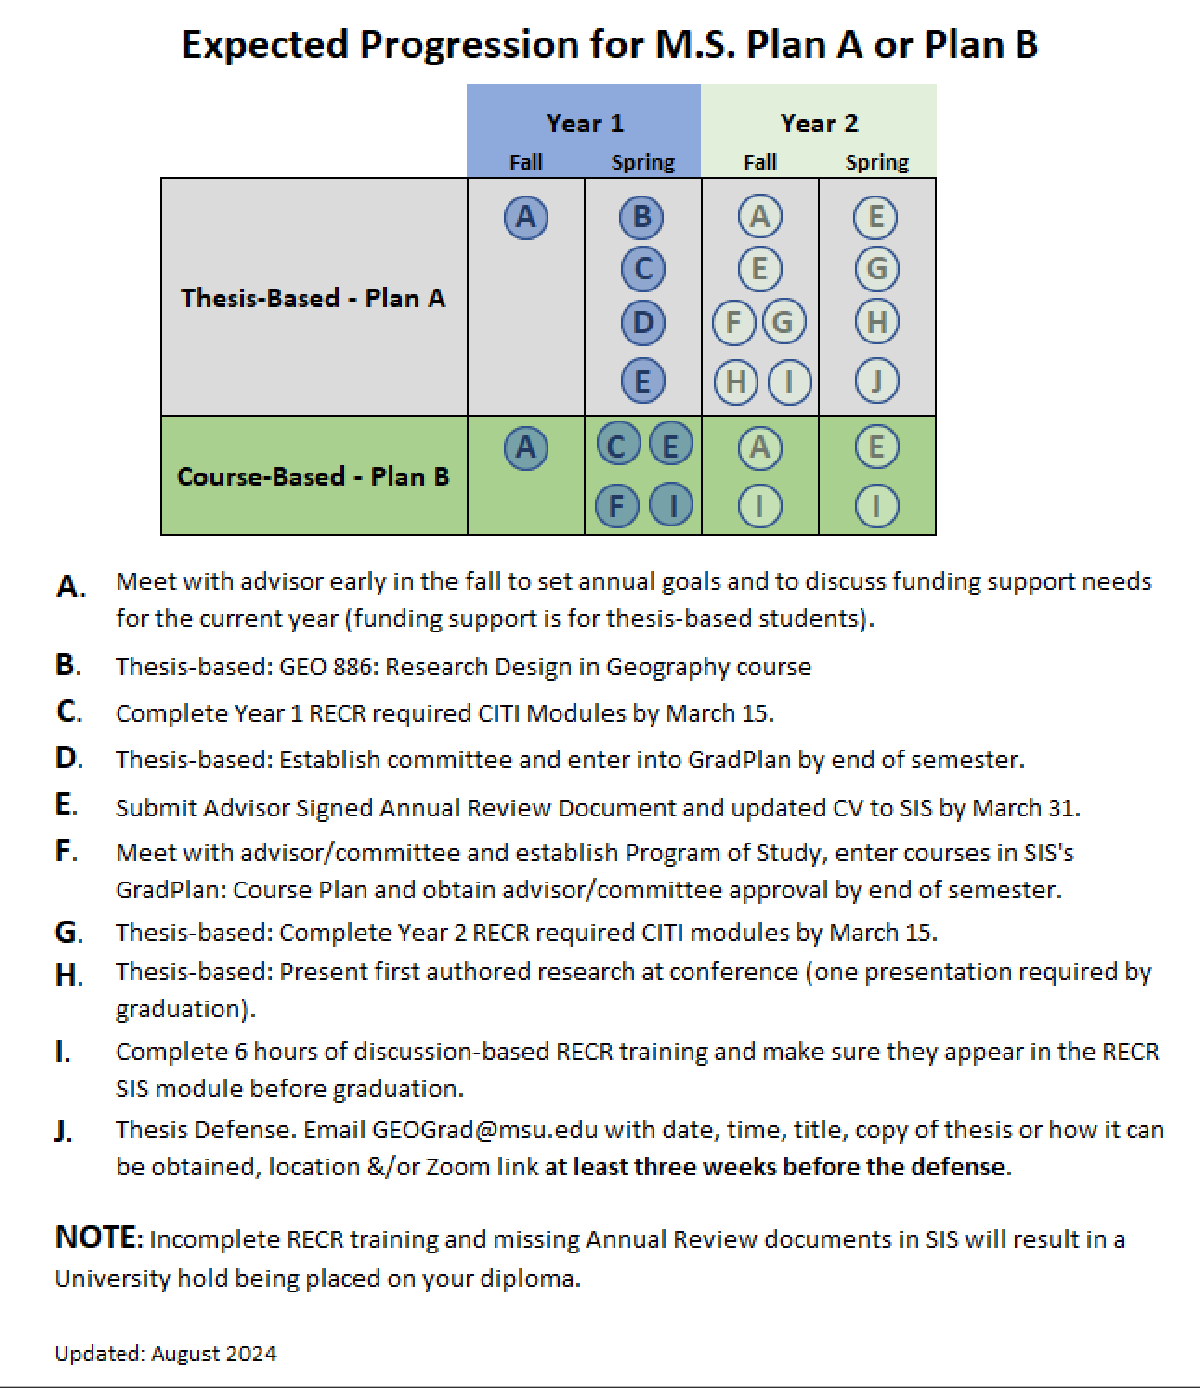 Expected Progression for M.S. Plan A or Plan B
Year 1 Year 2
Fall Spring Fall Spring
Thesis-Based - Plan A
A B A E
C E G
D F G H
E H I J
Course-Based - Plan B
A C E A E
F I I I
A. Meet with advisor early in the fall to set annual goals and to discuss funding support needs
for the current year (funding support is for thesis-based students).
B. Thesis-based: GEO 886: Research Design in Geography course
C. Complete Year 1 RECR required CITI Modules by March 15.
D. Thesis-based: Establish committee and enter into GradPlan by end of semester.
E. Submit Advisor Signed Annual Review Document and updated CV to SIS by March 31.
F. Meet with advisor/committee and establish Program of Study, enter courses in SIS's
GradPlan: Course Plan and obtain advisor/committee approval by end of semester.
G. Thesis-based: Complete Year 2 RECR required CITI modules by March 15.
H. Thesis-based: Present first authored research at conference (one presentation required by
graduation).
I. Complete 6 hours of discussion-based RECR training and make sure they appear in the RECR
SIS module before graduation.
J. Thesis Defense. Email GEOGrad@msu.edu with date, time, title, copy of thesis or how it can
be obtained, location &/or Zoom link at least three weeks before the defense.
NOTE: Incomplete RECR training and missing Annual Review documents in SIS will result in a
University hold being placed on your diploma.
Updated: August 2024